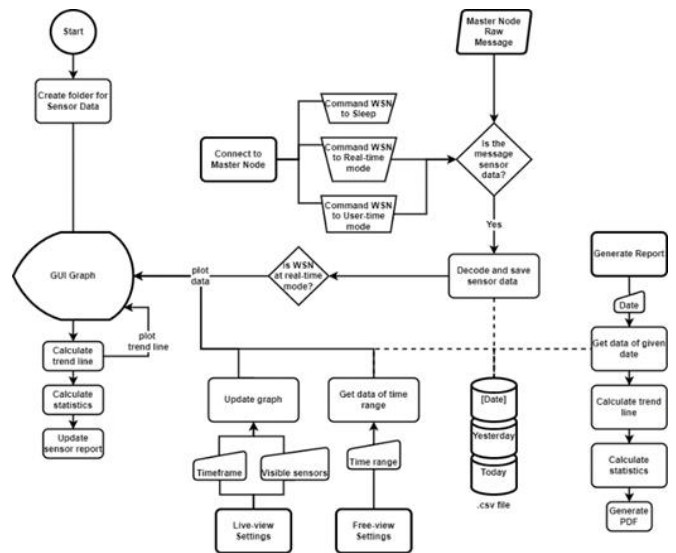 Start
Create folder for
Sensor Data
Master Node
Raw
Message
Command WSN
to Sleep
Connect to
Master Node
Command WSN
to Real-time
mode
Command WSN
to User-time
mode
Is the
message
sensor
data?
Yes
GUI Graph
plot
data
Is WSN
at real-time
mode?
Decode and save
sensor data
Generate Report
Date
plot
trend line
Calculate
trend line
Calculate
statistics
Update
sensor report
Update graph
Get data of time
range
Get data of given
date
Calculate trend
line
Calculate
statistics
Generate
PDF
[Date]
Yesterday
Today
.csv file
Timeframe
Visible sensors
Time range
Live-view
Settings
Free-view
Settings